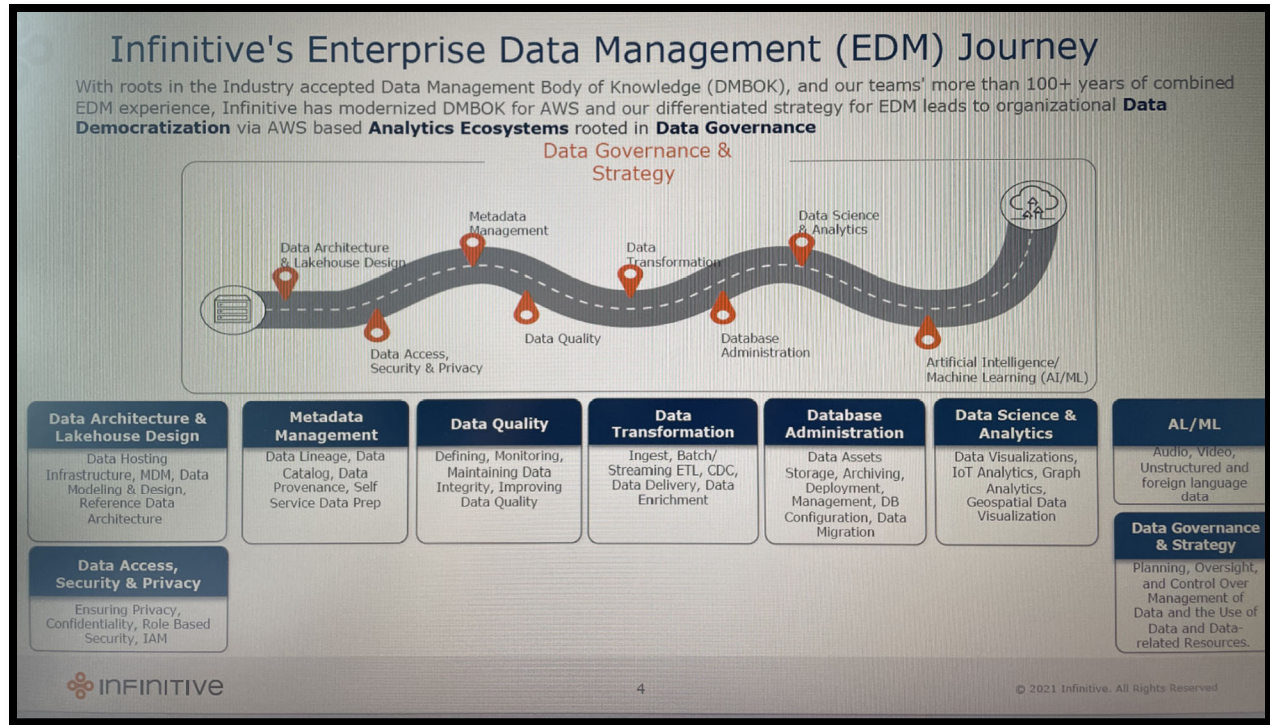 Infinitive's Enterprise Data Management (EDM) Journey
With roots in the Industry accepted Data Management Body of Knowledge (DMBOK), and our teams' more than 100+ years of combined
EDM experience, Infinitive has modernized DMBOK for AWS and our differentiated strategy for EDM leads to organizational Data
Democratization via AWS based Analytics Ecosystems rooted in Data Governance
Data Governance &
Strategy
Data Architecture
& Lakehouse Design
Data Access,
Security & Privacy
Metadata
Management
Data Quality
Data
Transformation
Database
Administration
Data Science
& Analytics
Artificial Intelligence/
Machine Learning (AI/ML)
Data Architecture &
Lakehouse Design
Data Hosting
Infrastructure, MDM, Data
Modeling & Design,
Reference Data
Architecture
Metadata
Management
Data Lineage, Data
Catalog, Data
Provenance, Self
Service Data Prep
Data Quality
Defining, Monitoring,
Maintaining Data
Integrity, Improving
Data Quality
Data
Transformation
Ingest, Batch/
Streaming ETL, CDC,
Data Delivery, Data
Enrichment
Database
Administration
Data Assets
Storage, Archiving,
Deployment,
Management, DB
Configuration, Data
Migration
Data Science &
Analytics
Data Visualizations,
IoT Analytics, Graph
Analytics,
Geospatial Data
Visualization
AL/ML
Audio, Video,
Unstructured and
foreign language
data
Data Access,
Security & Privacy
Ensuring Privacy,
Confidentiality, Role Based
Security, IAM
Data Governance
& Strategy
Planning, Oversight,
and Control Over
Management of
Data and the Use of
Data and Data-
related Resources.
INFINITIVE
4
© 2021 Infinitive. All Rights Reserved